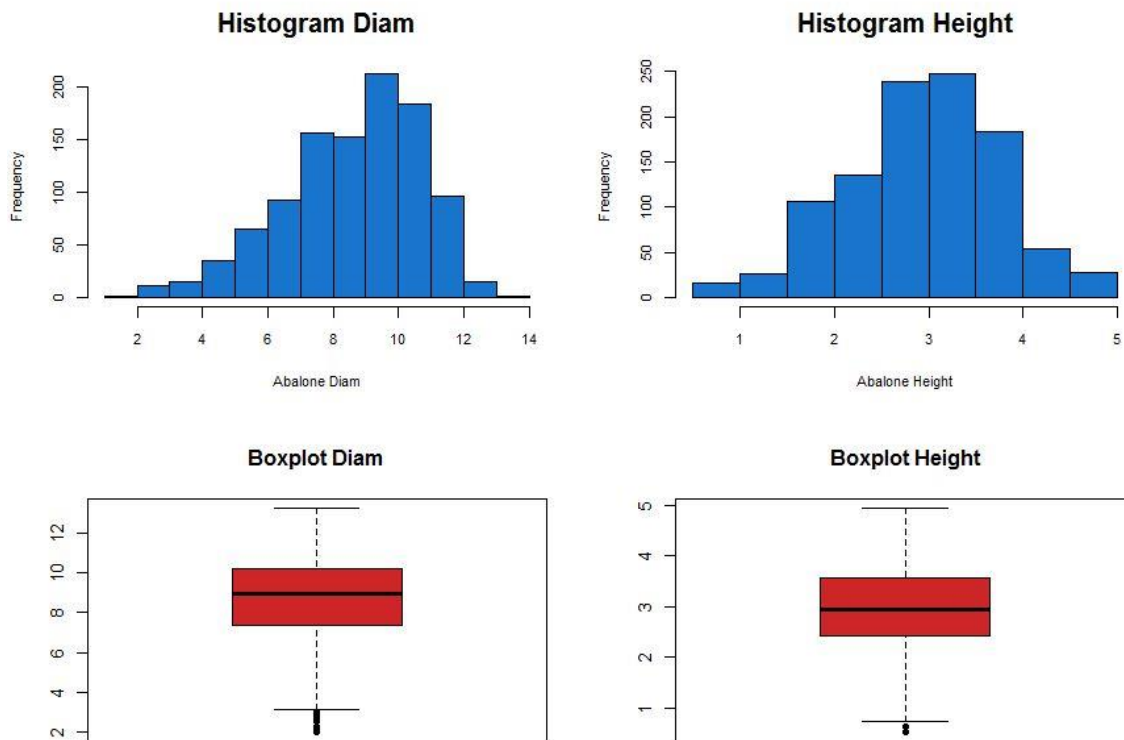 Histogram Diam
Frequency
0 50 100 150 200
2 4 6 8 10 12 14
Abalone Diam
Histogram Height
Frequency
0 50 100 150 200 250
1 2 3 4 5
Abalone Height
Boxplot Diam
2 4 6 8 10 12
Boxplot Height
1 2 3 4 5